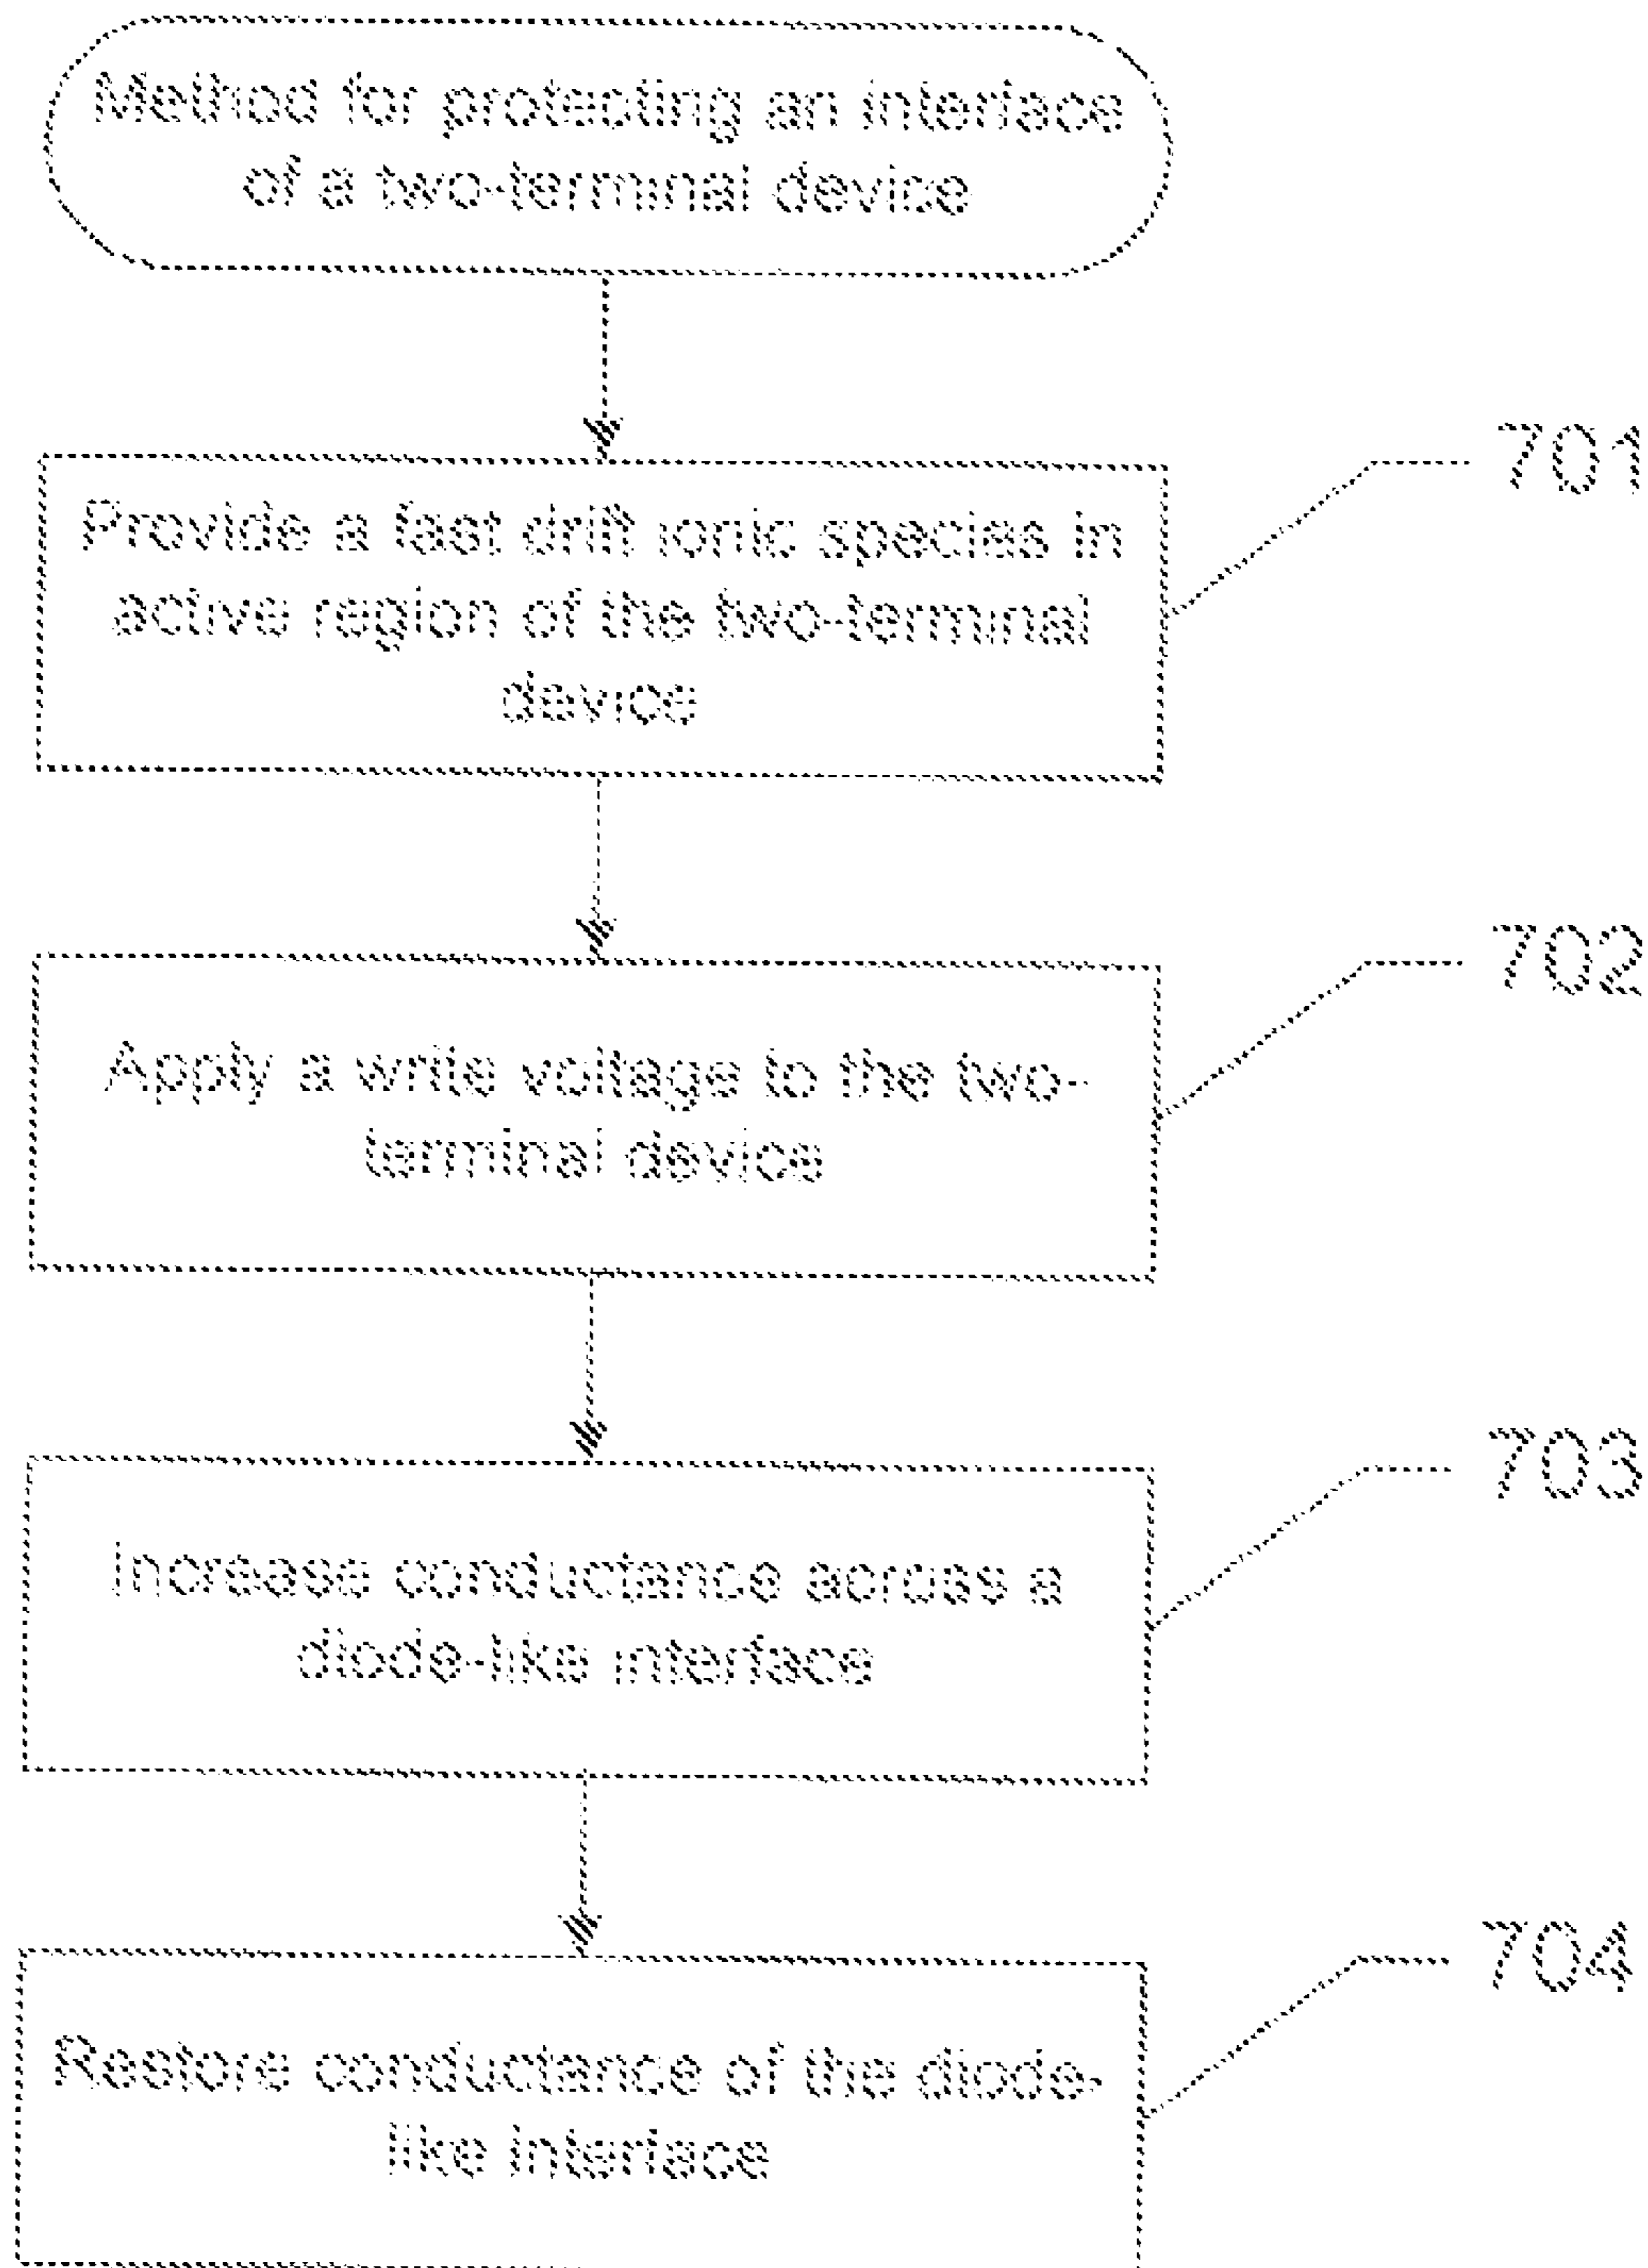 Method for protecting an interface
of a two-terminal device
701
Provide a fast drift ionic species in
active region of the two-terminal
device
702
Apply a write voltage to the two-
terminal device
703
Increase conductance across a
diode-like interface
704
Restore conductance of the diode-
like interface